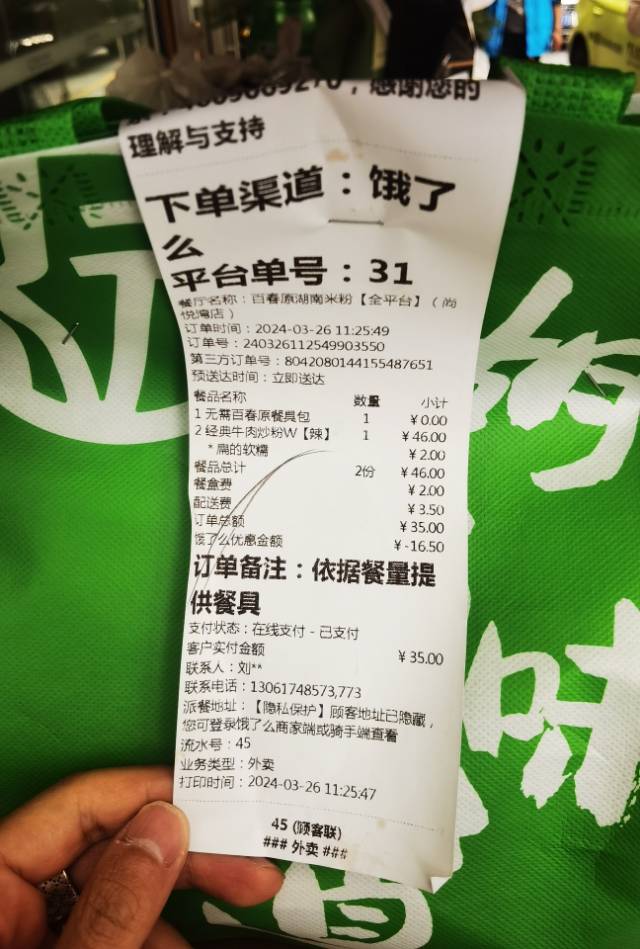 理解与支持
下单渠道：饿了
么
平台单号：31
餐厅名称：百春原湖南米粉【全平台】（尚
悦湾店）
订单时间：2024-03-26 11:25:49
订单号：240326112549903550
第三方订单号：8042080144155487651
预送达时间：立即送达
餐品名称 数量 小计
1 无需百春原餐具包 1 ￥0.00
2 经典牛肉炒粉W【辣】 1 ￥46.00
* 扁的软糯 ￥2.00
餐品总计 2份 ￥46.00
餐盒费 ￥2.00
配送费 ￥3.50
订单总额 ￥35.00
饿了么优惠金额 ￥-16.50
订单备注：依据餐量提
供餐具
支付状态：在线支付 - 已支付
客户实付金额 ￥35.00
联系人：刘**
联系电话：13061748573,773
派餐地址：【隐私保护】顾客地址已隐藏，
您可登录饿了么商家端或骑手端查看
流水号：45
业务类型：外卖
打印时间：2024-03-26 11:25:47
45 (顾客联)
### 外卖 ###
味